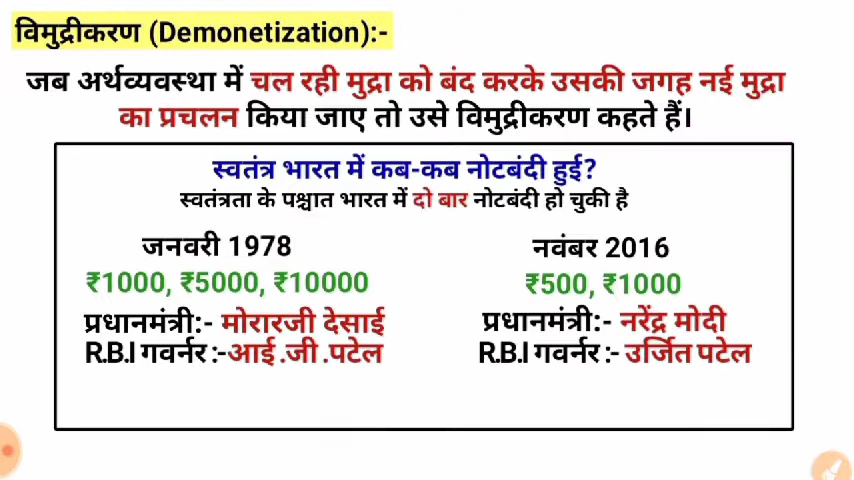 विमुद्रीकरण (Demonetization):-
जब अर्थव्यवस्था में चल रही मुद्रा को बंद करके उसकी जगह नई मुद्रा
का प्रचलन किया जाए तो उसे विमुद्रीकरण कहते हैं।
स्वतंत्र भारत में कब-कब नोटबंदी हुई?
स्वतंत्रता के पश्चात भारत में दो बार नोटबंदी हो चुकी है
जनवरी 1978
₹1000, ₹5000, ₹10000
प्रधानमंत्री:- मोरारजी देसाई
R.B.I गवर्नर :-आई .जी .पटेल
नवंबर 2016
₹500, ₹1000
प्रधानमंत्री:- नरेंद्र मोदी
R.B.I गवर्नर :- उर्जित पटेल